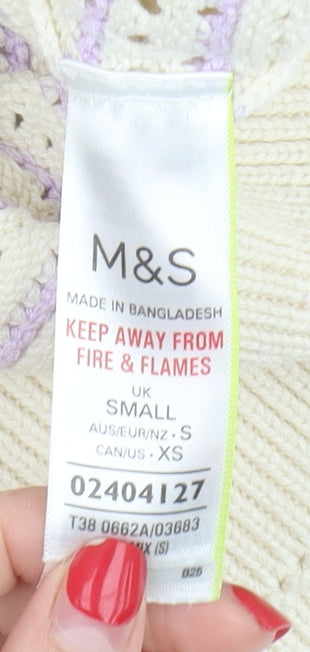 M&S
MADE IN BANGLADESH
KEEP AWAY FROM
FIRE & FLAMES
UK
SMALL
AUS/EUR/NZ · S
CAN/US · XS
02404127
T38 0662A/03683
(S)